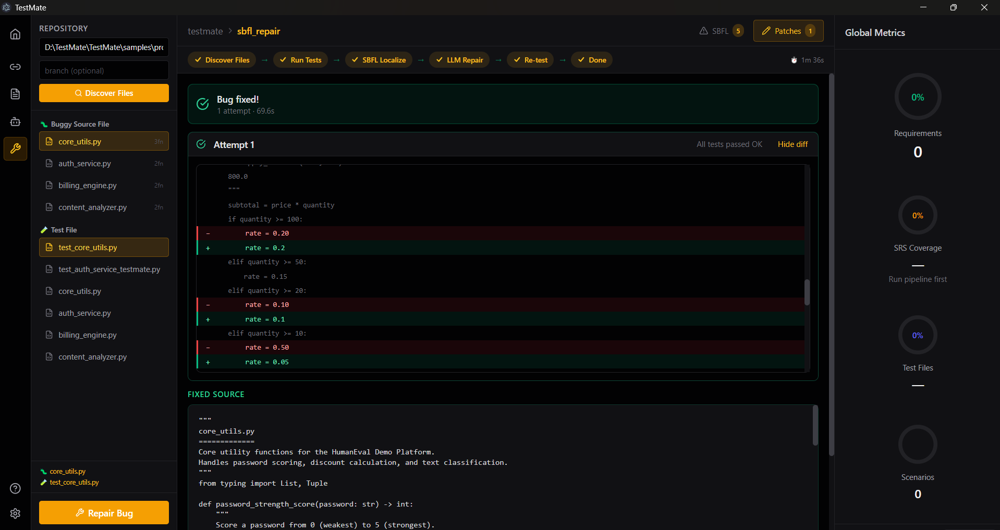 TestMate
REPOSITORY
D:\TestMate\TestMate\samples\prc
branch (optional)
Discover Files
Buggy Source File
core_utils.py 3fn
auth_service.py 2fn
billing_engine.py 2fn
content_analyzer.py 2fn
Test File
test_core_utils.py
test_auth_service_testmate.py
core_utils.py
auth_service.py
billing_engine.py
content_analyzer.py
core_utils.py
test_core_utils.py
Repair Bug
testmate > sbfl_repair
SBFL 5
Patches 1
Discover Files → Run Tests → SBFL Localize → LLM Repair → Re-test → Done
1m 36s
Bug fixed!
1 attempt · 69.6s
Attempt 1
All tests passed OK Hide diff
800.0
"""
subtotal = price * quantity
if quantity >= 100:
- rate = 0.20
+ rate = 0.2
elif quantity >= 50:
rate = 0.15
elif quantity >= 20:
- rate = 0.10
+ rate = 0.1
elif quantity >= 10:
- rate = 0.50
+ rate = 0.05
FIXED SOURCE
"""
core_utils.py
=============
Core utility functions for the HumanEval Demo Platform.
Handles password scoring, discount calculation, and text classification.
"""
from typing import List, Tuple
def password_strength_score(password: str) -> int:
"""
Score a password from 0 (weakest) to 5 (strongest).
Global Metrics
0%
Requirements
0
0%
SRS Coverage
—
Run pipeline first
0%
Test Files
—
Scenarios
0